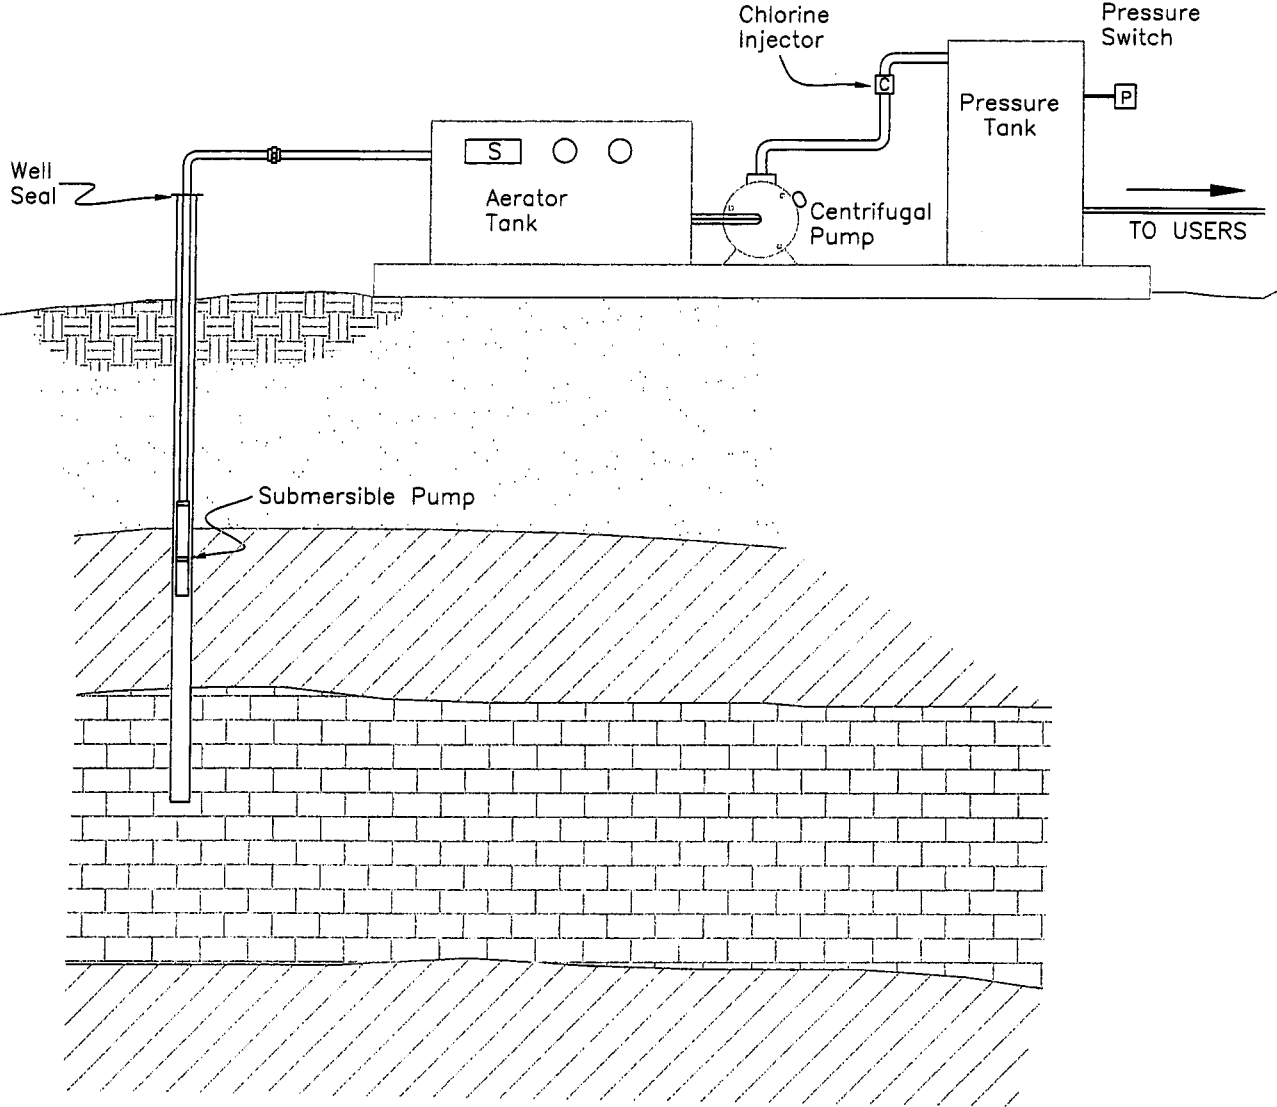 Chlorine
Injector
Pressure
Switch
C
Pressure
Tank
P
S
Well
Seal
Aerator
Tank
Centrifugal
Pump
TO USERS
Submersible Pump